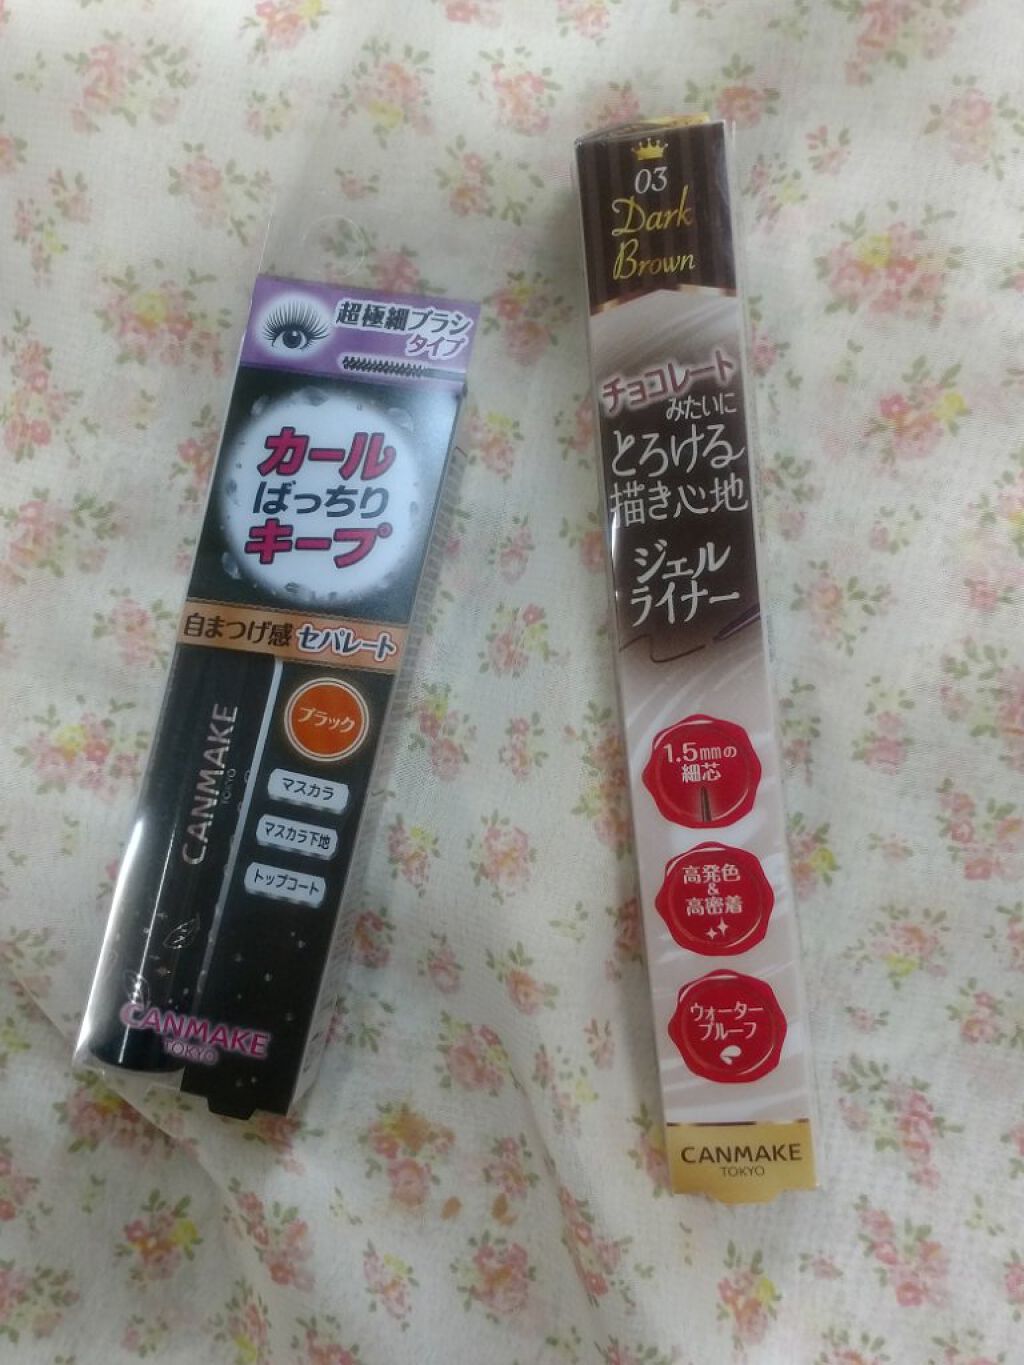 超極細ブラシ
タイプ
カール
ばっちり
キープ
自まつげ感 セパレート
ブラック
マスカラ
マスカラ下地
トップコート
CANMAKE
TOKYO
CANMAKE
TOKYO
03
Dark
Brown
チョコレート
みたいに
とろける
描き心地
ジェル
ライナー
1.5mmの
細芯
高発色
&
高密着
ウォーター
プルーフ
CANMAKE
TOKYO